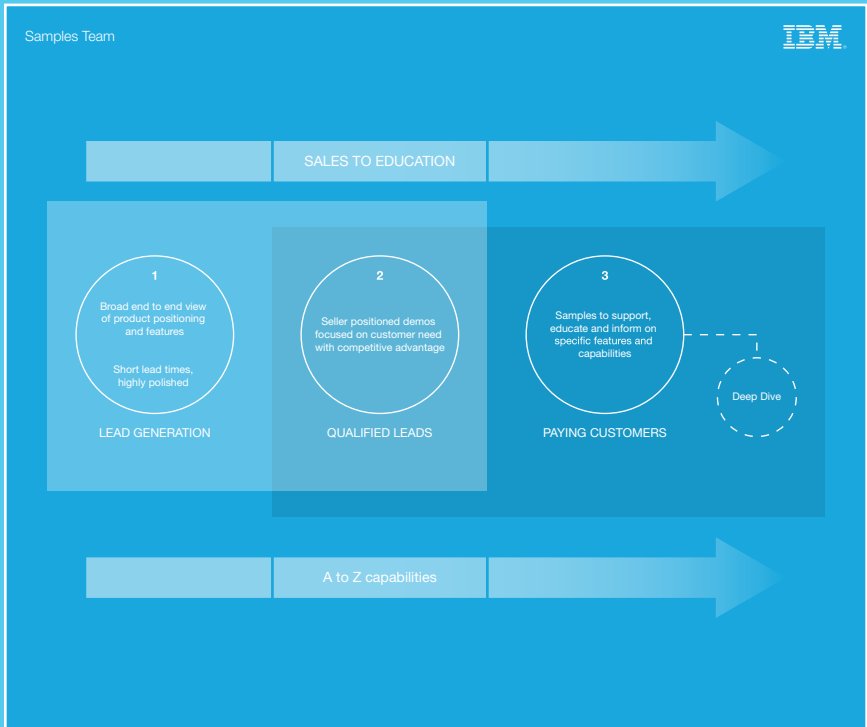 Samples Team
IBM®
SALES TO EDUCATION
1
Broad end to end view
of product positioning
and features
Short lead times,
highly polished
LEAD GENERATION
2
Seller positioned demos
focused on customer need
with competitive advantage
QUALIFIED LEADS
3
Samples to support,
educate and inform on
specific features and
capabilities
PAYING CUSTOMERS
Deep Dive
A to Z capabilities